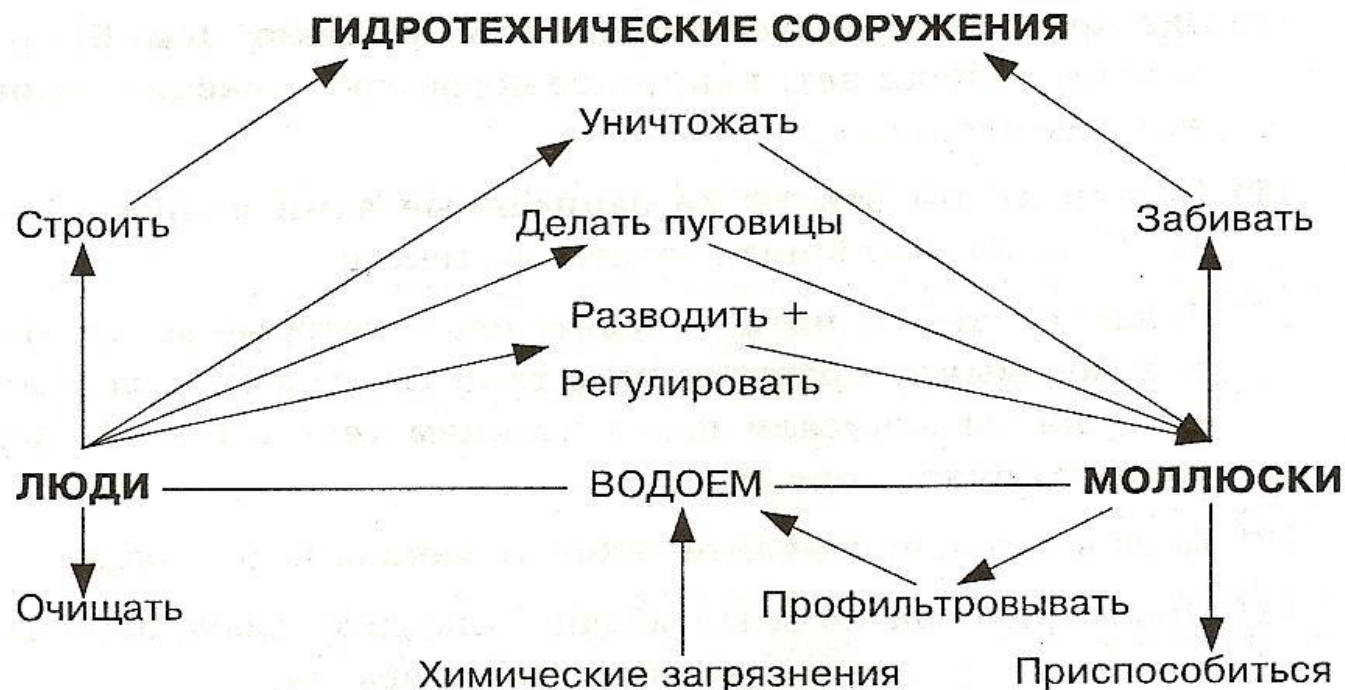 ГИДРОТЕХНИЧЕСКИЕ СООРУЖЕНИЯ
Уничтожать
Строить
Делать пуговицы
Забивать
Разводить +
Регулировать
ЛЮДИ
ВОДОЕМ
МОЛЛЮСКИ
Очищать
Профильтровывать
Химические загрязнения
Приспособиться